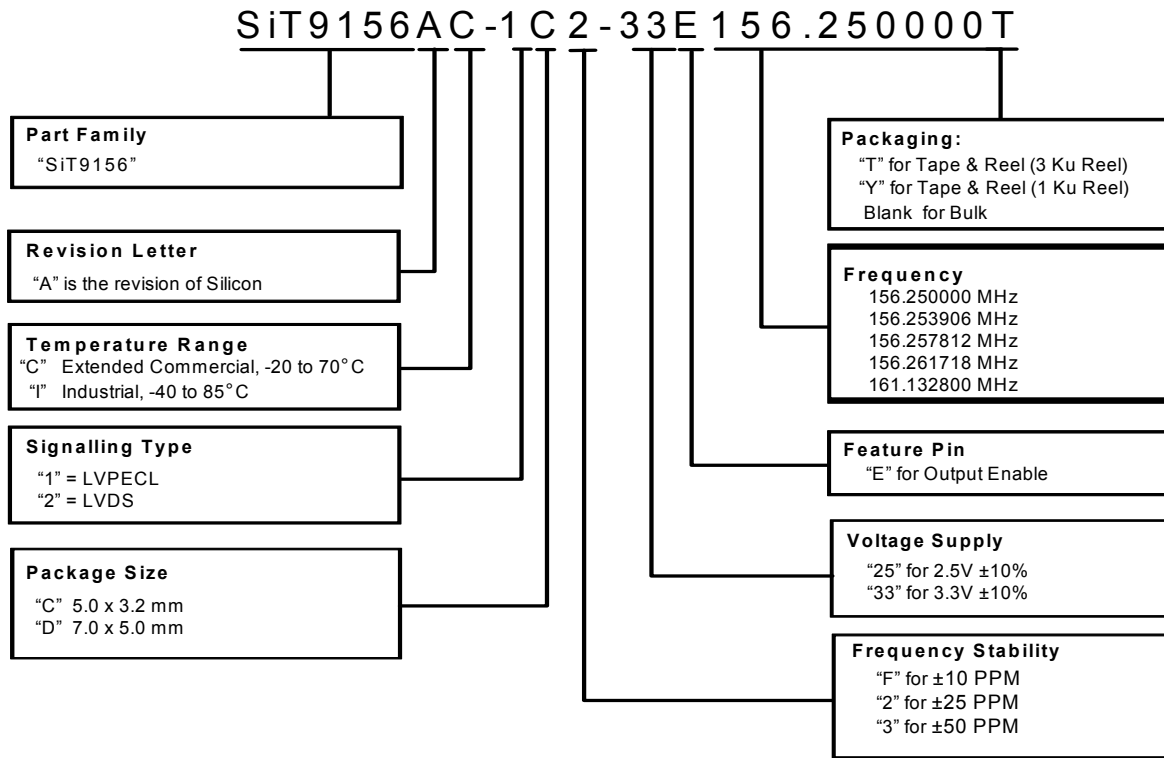 SiT9156AC-1C2-33E156.250000T
Part Family
“SiT9156”
Revision Letter
“A” is the revision of Silicon
Temperature Range
“C” Extended Commercial, -20 to 70°C
“I” Industrial, -40 to 85°C
Signalling Type
“1” = LVPECL
“2” = LVDS
Package Size
“C” 5.0 x 3.2 mm
“D” 7.0 x 5.0 mm
Packaging:
“T” for Tape & Reel (3 Ku Reel)
“Y” for Tape & Reel (1 Ku Reel)
Blank for Bulk
Frequency
156.250000 MHz
156.253906 MHz
156.257812 MHz
156.261718 MHz
161.132800 MHz
Feature Pin
“E” for Output Enable
Voltage Supply
“25” for 2.5V ±10%
“33” for 3.3V ±10%
Frequency Stability
“F” for ±10 PPM
“2” for ±25 PPM
“3” for ±50 PPM